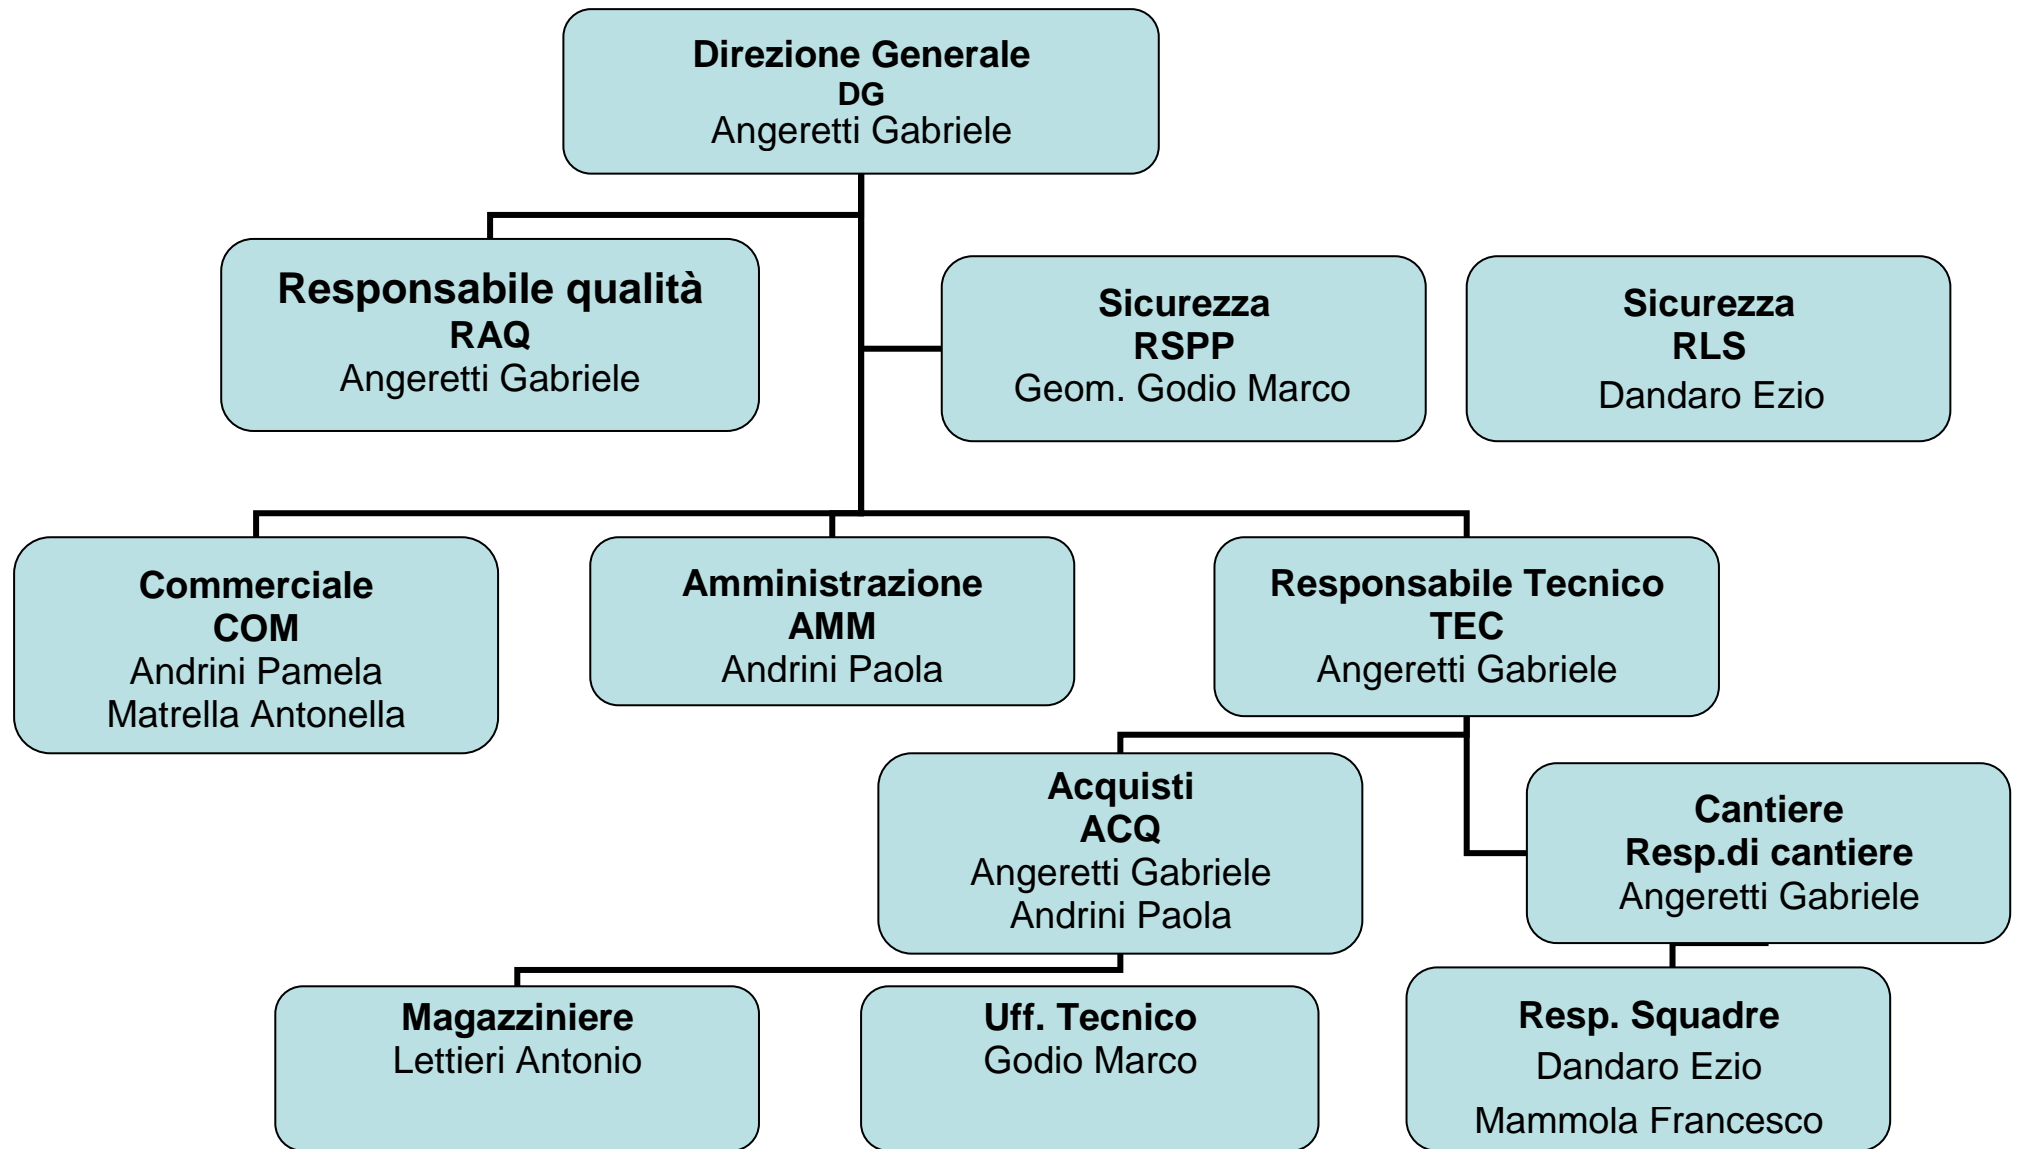 Direzione Generale
DG
Angeretti Gabriele
Responsabile qualità
RAQ
Angeretti Gabriele
Sicurezza
RSPP
Geom. Godio Marco
Sicurezza
RLS
Dandaro Ezio
Commerciale
COM
Andrini Pamela
Matrella Antonella
Amministrazione
AMM
Andrini Paola
Responsabile Tecnico
TEC
Angeretti Gabriele
Acquisti
ACQ
Angeretti Gabriele
Andrini Paola
Cantiere
Resp.di cantiere
Angeretti Gabriele
Magazziniere
Lettieri Antonio
Uff. Tecnico
Godio Marco
Resp. Squadre
Dandaro Ezio
Mammola Francesco